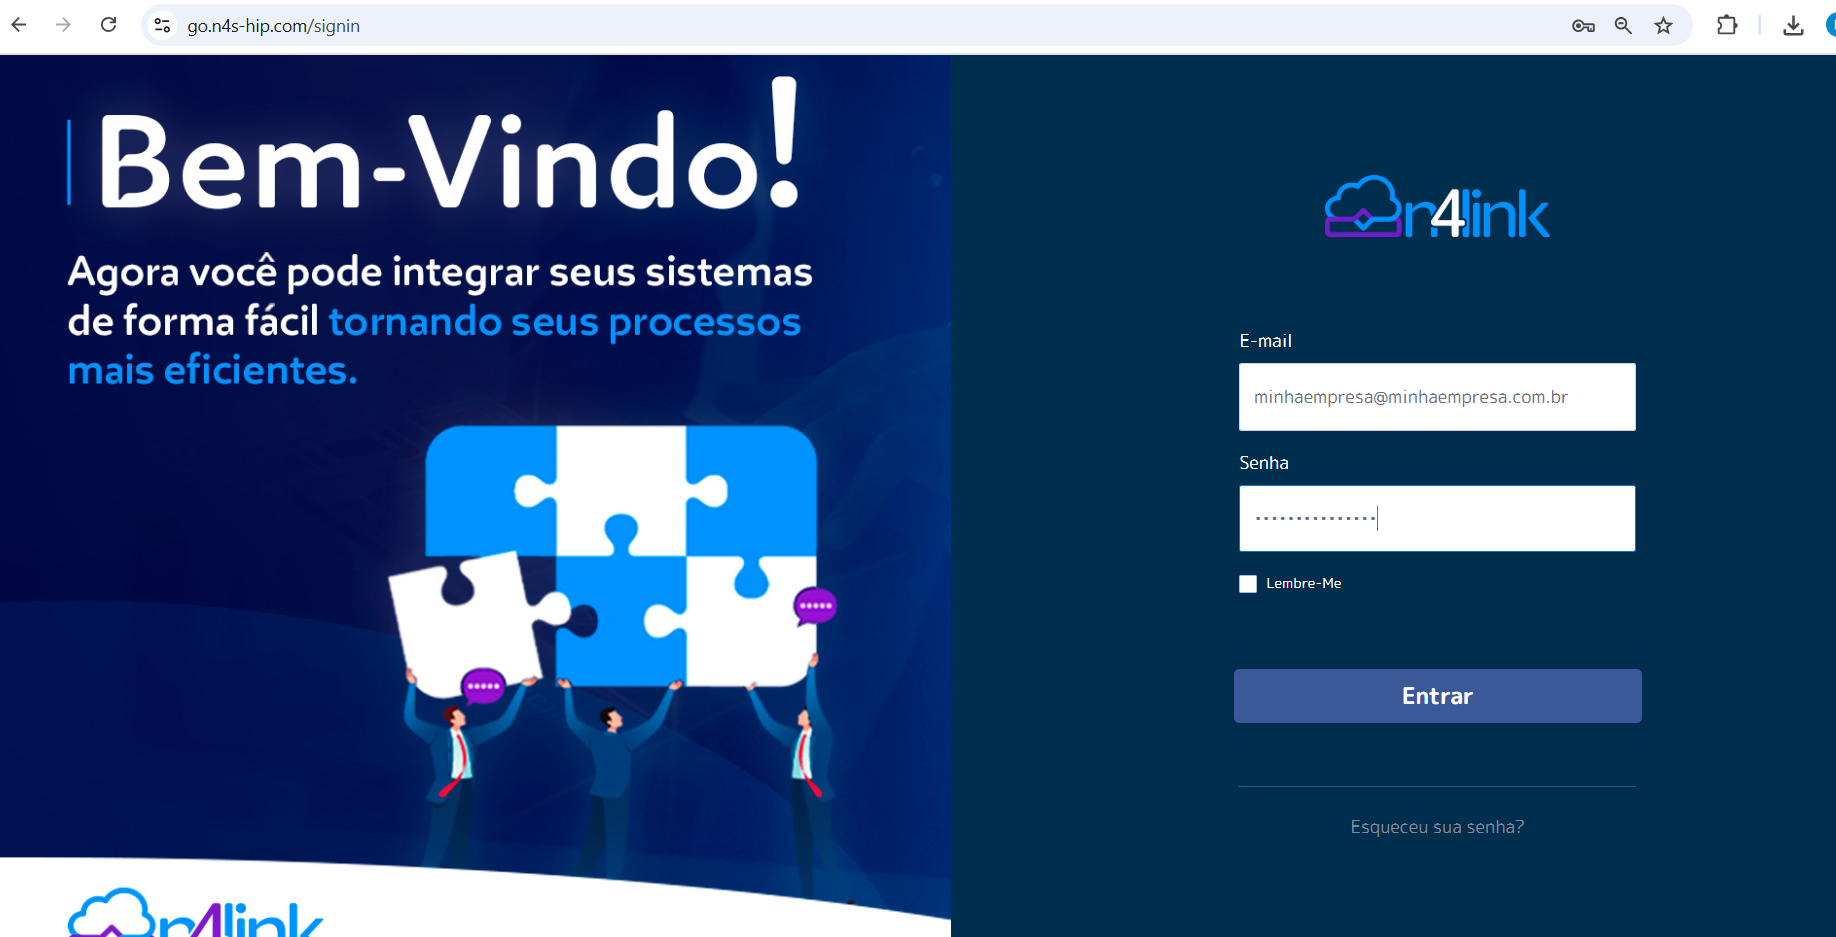 go.n4s-hip.com/signin
Bem-Vindo!
Agora você pode integrar seus sistemas
de forma fácil tornando seus processos
mais eficientes.
n4link
n4link
E-mail
minhaempresa@minhaempresa.com.br
Senha
Lembre-Me
Entrar
Esqueceu sua senha?